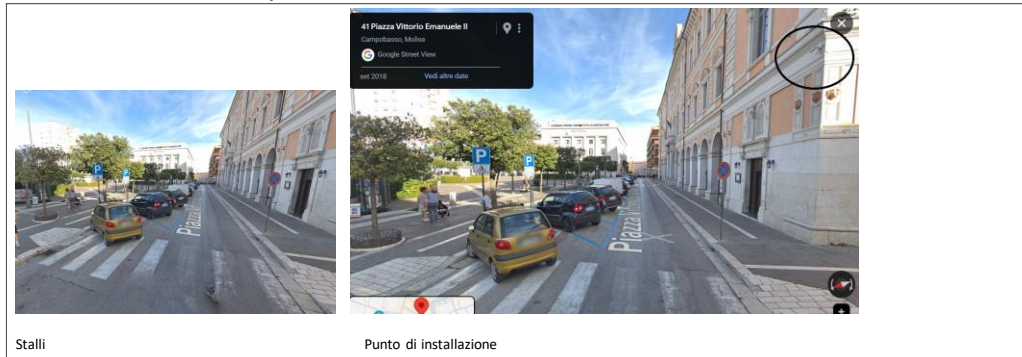 41 Piazza Vittorio Emanuele II
Campobasso, Molise
Google Street View
set 2018 Vedi altre date
P
P
P
P
Piazza
Piazza V
Stalli
Punto di installazione